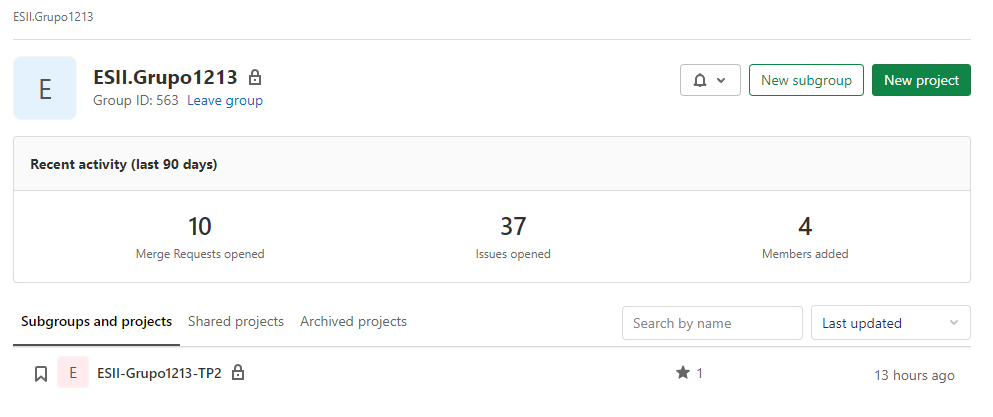 ESII.Grupo1213
E
ESII.Grupo1213
Group ID: 563 Leave group
New subgroup
New project
Recent activity (last 90 days)
10
Merge Requests opened
37
Issues opened
4
Members added
Subgroups and projects Shared projects Archived projects
Search by name
Last updated
E ESII-Grupo1213-TP2 1 13 hours ago